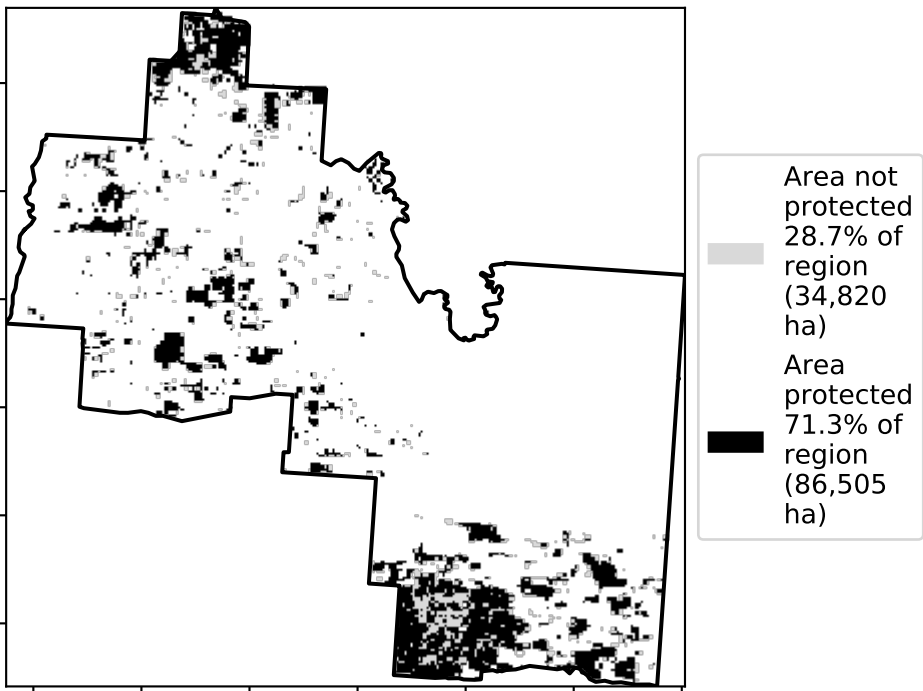 Area not
protected
28.7% of
region
(34,820
ha)
Area
protected
71.3% of
region
(86,505
ha)